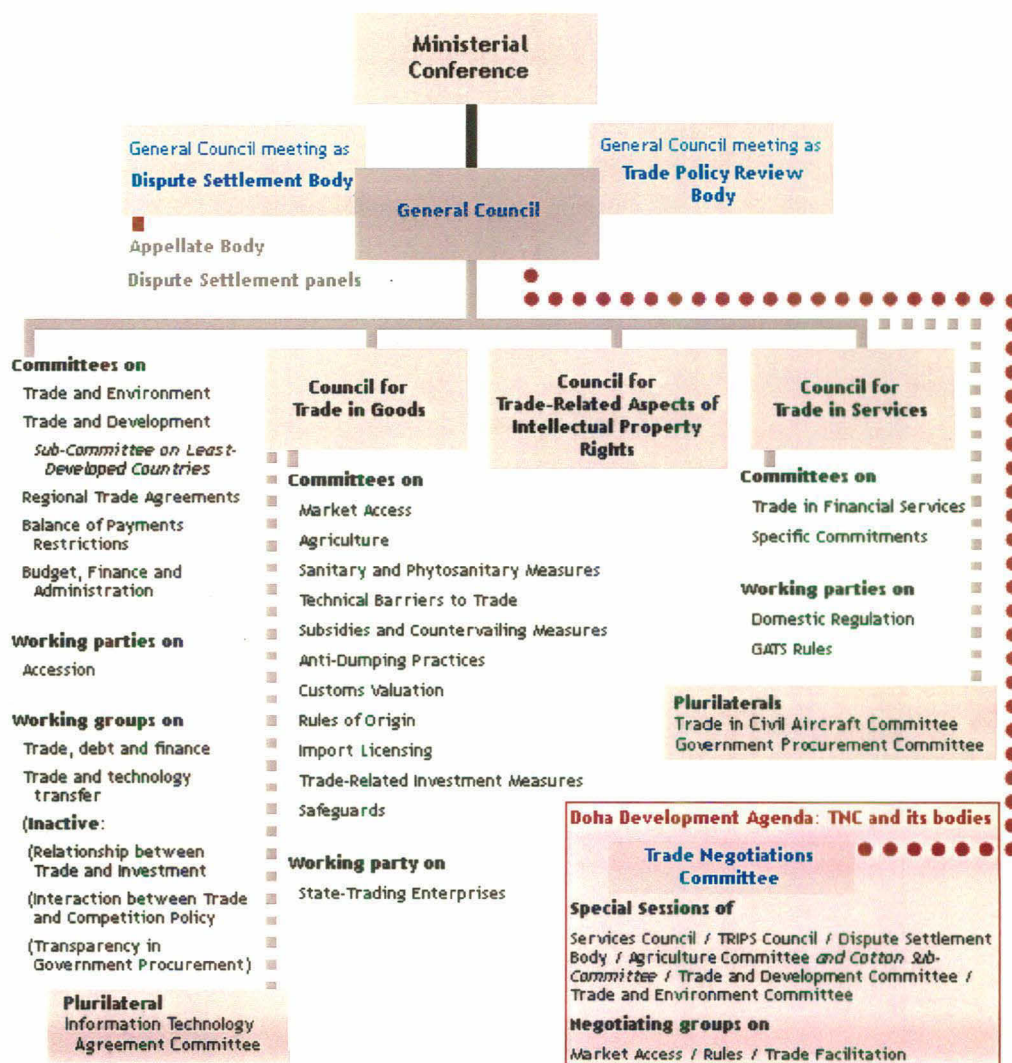 Ministerial
Conference
General Council meeting as
Dispute Settlement Body
General Council meeting as
Trade Policy Review
Body
General Council
Appellate Body
Dispute Settlement panels
Committees on
Trade and Environment
Trade and Development
Sub-Committee on Least-
Developed Countries
Regional Trade Agreements
Balance of Payments
Restrictions
Budget, Finance and
Administration
Working parties on
Accession
Working groups on
Trade, debt and finance
Trade and technology
transfer
(Inactive:
(Relationship between
Trade and Investment
(Interaction between Trade
and Competition Policy
(Transparency in
Government Procurement)
Plurilateral
Information Technology
Agreement Committee
Council for
Trade in Goods
Committees on
Market Access
Agriculture
Sanitary and Phytosanitary Measures
Technical Barriers to Trade
Subsidies and Countervailing Measures
Anti-Dumping Practices
Customs Valuation
Rules of Origin
Import Licensing
Trade-Related Investment Measures
Safeguards
Working party on
State-Trading Enterprises
Council for
Trade-Related Aspects of
Intellectual Property
Rights
Council for
Trade in Services
Committees on
Trade in Financial Services
Specific Commitments
Working parties on
Domestic Regulation
GATS Rules
Plurilaterals
Trade in Civil Aircraft Committee
Government Procurement Committee
Doha Development Agenda: TNC and its bodies
Trade Negotiations
Committee
Special Sessions of
Services Council / TRIPS Council / Dispute Settlement
Body / Agriculture Committee and Cotton Sub-
Committee / Trade and Development Committee /
Trade and Environment Committee
Negotiating groups on
Market Access / Rules / Trade Facilitation